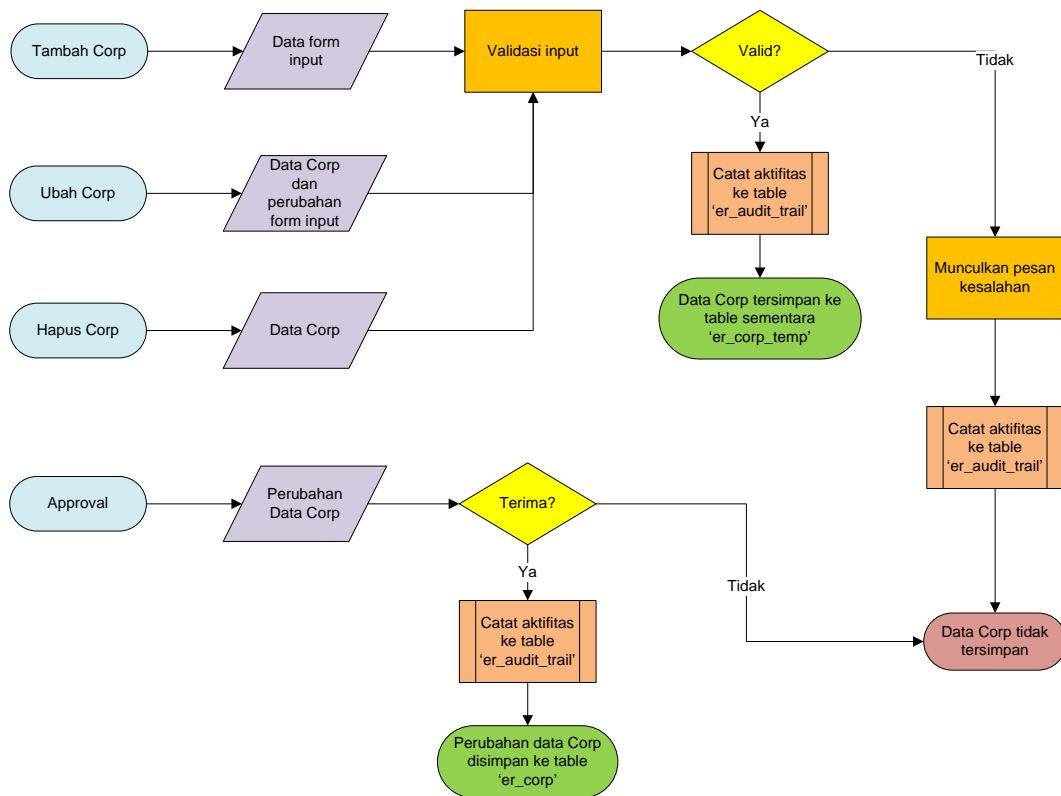 Tambah Corp
Data form
input
Validasi input
Valid?
Tidak
Ya
Ubah Corp
Data Corp
dan
perubahan
form input
Catat aktifitas
ke table
‘er_audit_trail’
Munculkan pesan
kesalahan
Hapus Corp
Data Corp
Data Corp tersimpan ke
table sementara
‘er_corp_temp’
Catat aktifitas
ke table
‘er_audit_trail’
Approval
Perubahan
Data Corp
Terima?
Ya
Tidak
Catat aktifitas
ke table
‘er_audit_trail’
Data Corp tidak
tersimpan
Perubahan data Corp
disimpan ke table
‘er_corp’